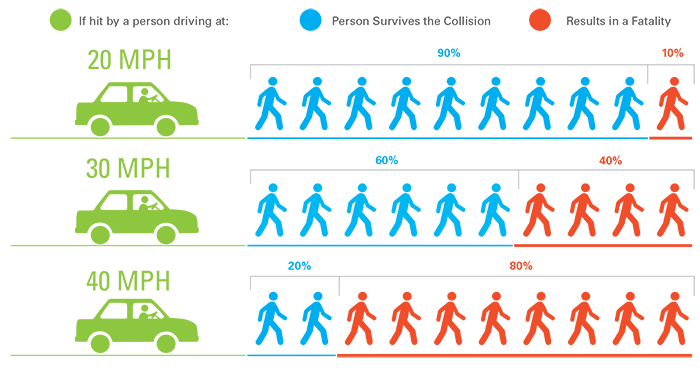 If hit by a person driving at:
Person Survives the Collision
Results in a Fatality
20 MPH
90%
10%
30 MPH
60%
40%
40 MPH
20%
80%